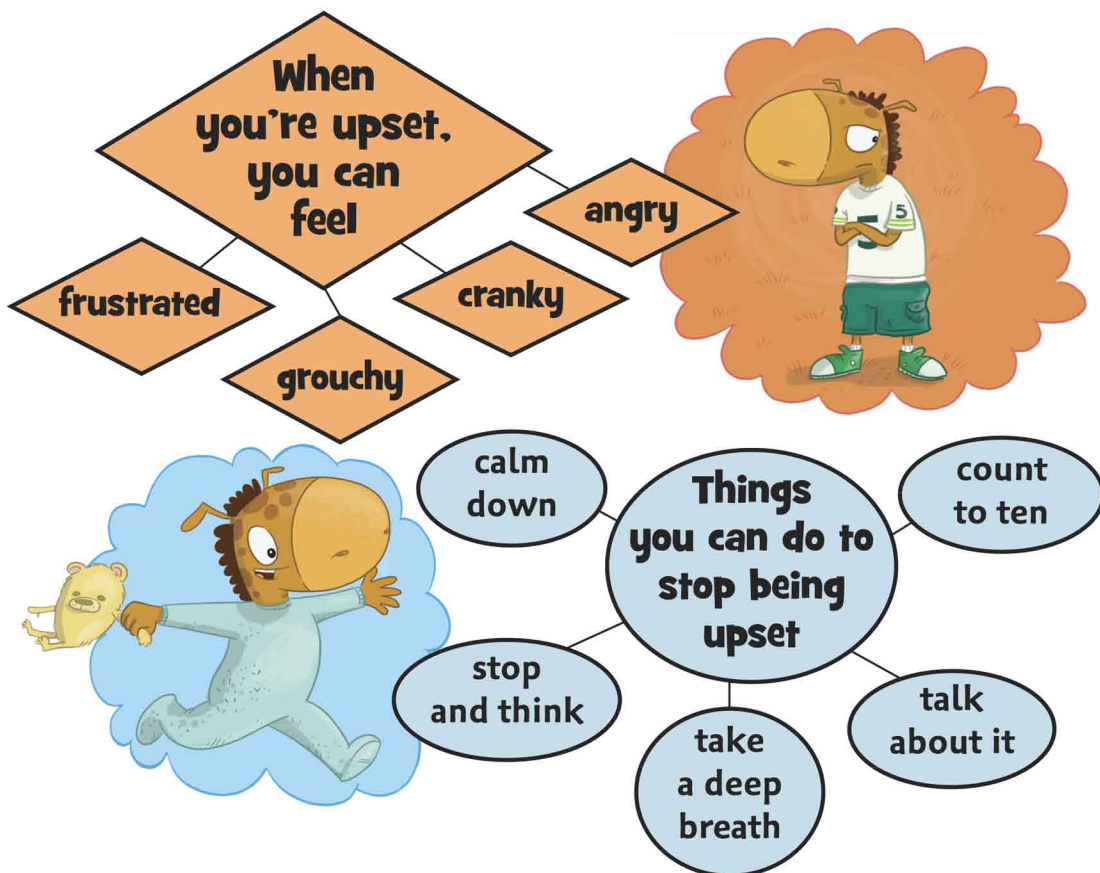 When
you're upset,
you can
feel
frustrated
grouchy
cranky
angry
5
5
Things
you can do to
stop being
upset
calm
down
stop
and think
take
a deep
breath
talk
about it
count
to ten